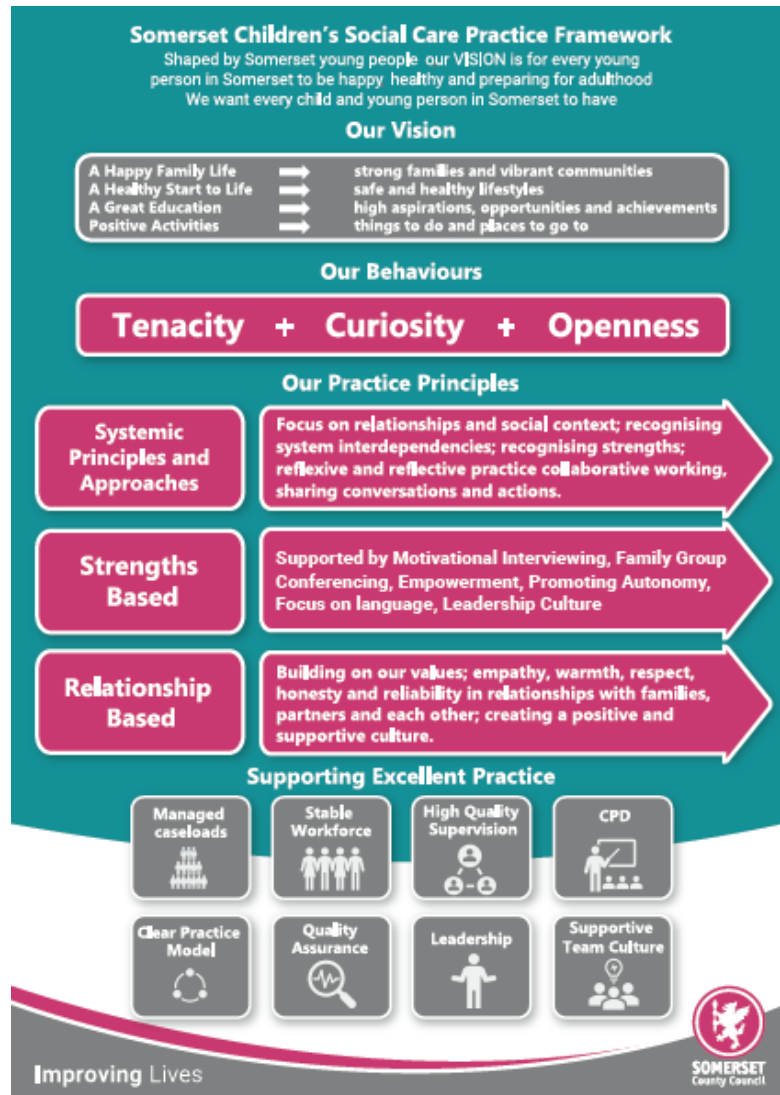 Somerset Children's Social Care Practice Framework
Shaped by Somerset young people our VISION is for every young
person in Somerset to be happy healthy and preparing for adulthood
We want every child and young person in Somerset to have
Our Vision
A Happy Family Life strong families and vibrant communities
A Healthy Start to Life safe and healthy lifestyles
A Great Education high aspirations, opportunities and achievements
Positive Activities things to do and places to go to
Our Behaviours
Tenacity + Curiosity + Openness
Our Practice Principles
Systemic
Principles and
Approaches
Focus on relationships and social context; recognising
system interdependencies; recognising strengths;
reflexive and reflective practice collaborative working,
sharing conversations and actions.
Strengths
Based
Supported by Motivational Interviewing, Family Group
Conferencing, Empowerment, Promoting Autonomy,
Focus on language, Leadership Culture
Relationship
Based
Building on our values; empathy, warmth, respect,
honesty and reliability in relationships with families,
partners and each other; creating a positive and
supportive culture.
Supporting Excellent Practice
Managed
caseloads
Stable
Workforce
High Quality
Supervision
CPD
Clear Practice
Model
Quality
Assurance
Leadership
Supportive
Team Culture
Improving Lives
SOMERSET
County Council